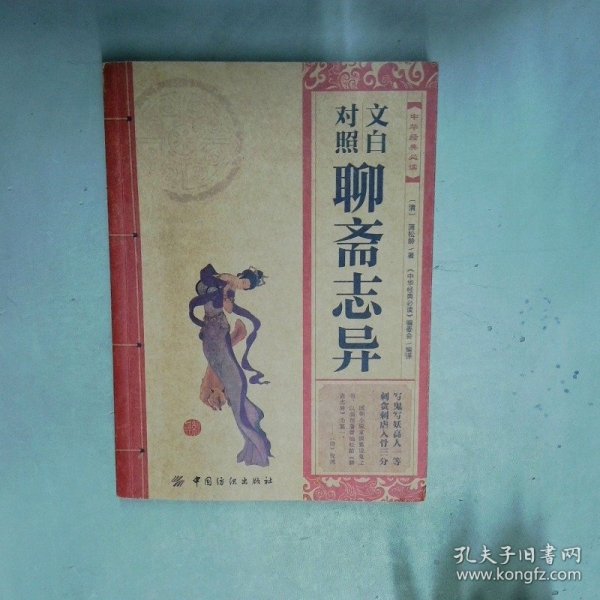 【中华经典必读】
文白
对照
聊斋志异
（清）蒲松龄/著
《中华经典必读》编委会/编译
写鬼写妖高人一等
刺贪刺虐入骨三分
中国纺织出版社
孔夫子旧书网
www.kongfz.com